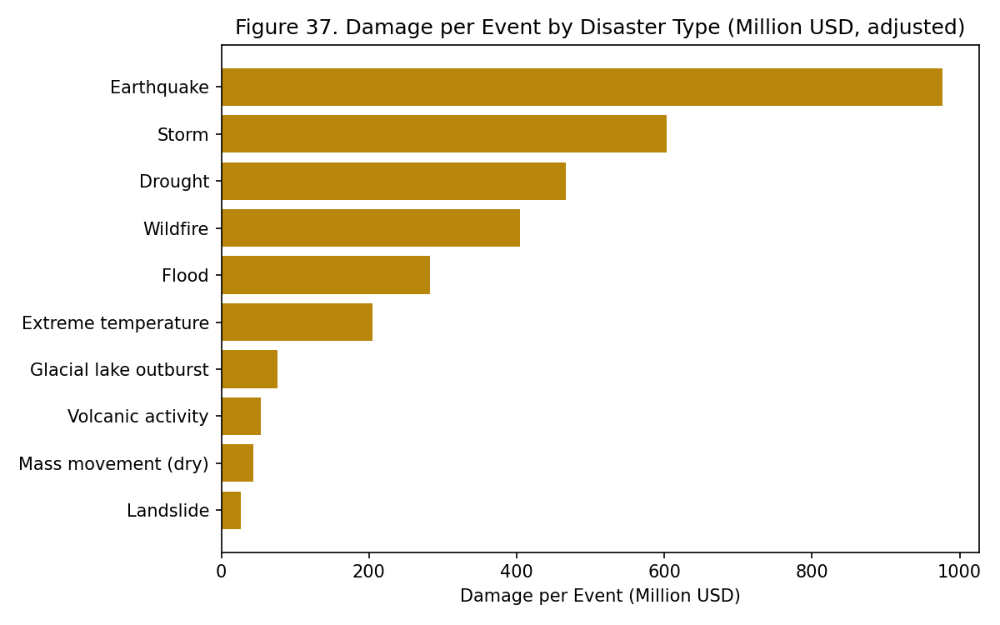 Figure 37. Damage per Event by Disaster Type (Million USD, adjusted)
Earthquake
Storm
Drought
Wildfire
Flood
Extreme temperature
Glacial lake outburst
Volcanic activity
Mass movement (dry)
Landslide
0 200 400 600 800 1000
Damage per Event (Million USD)